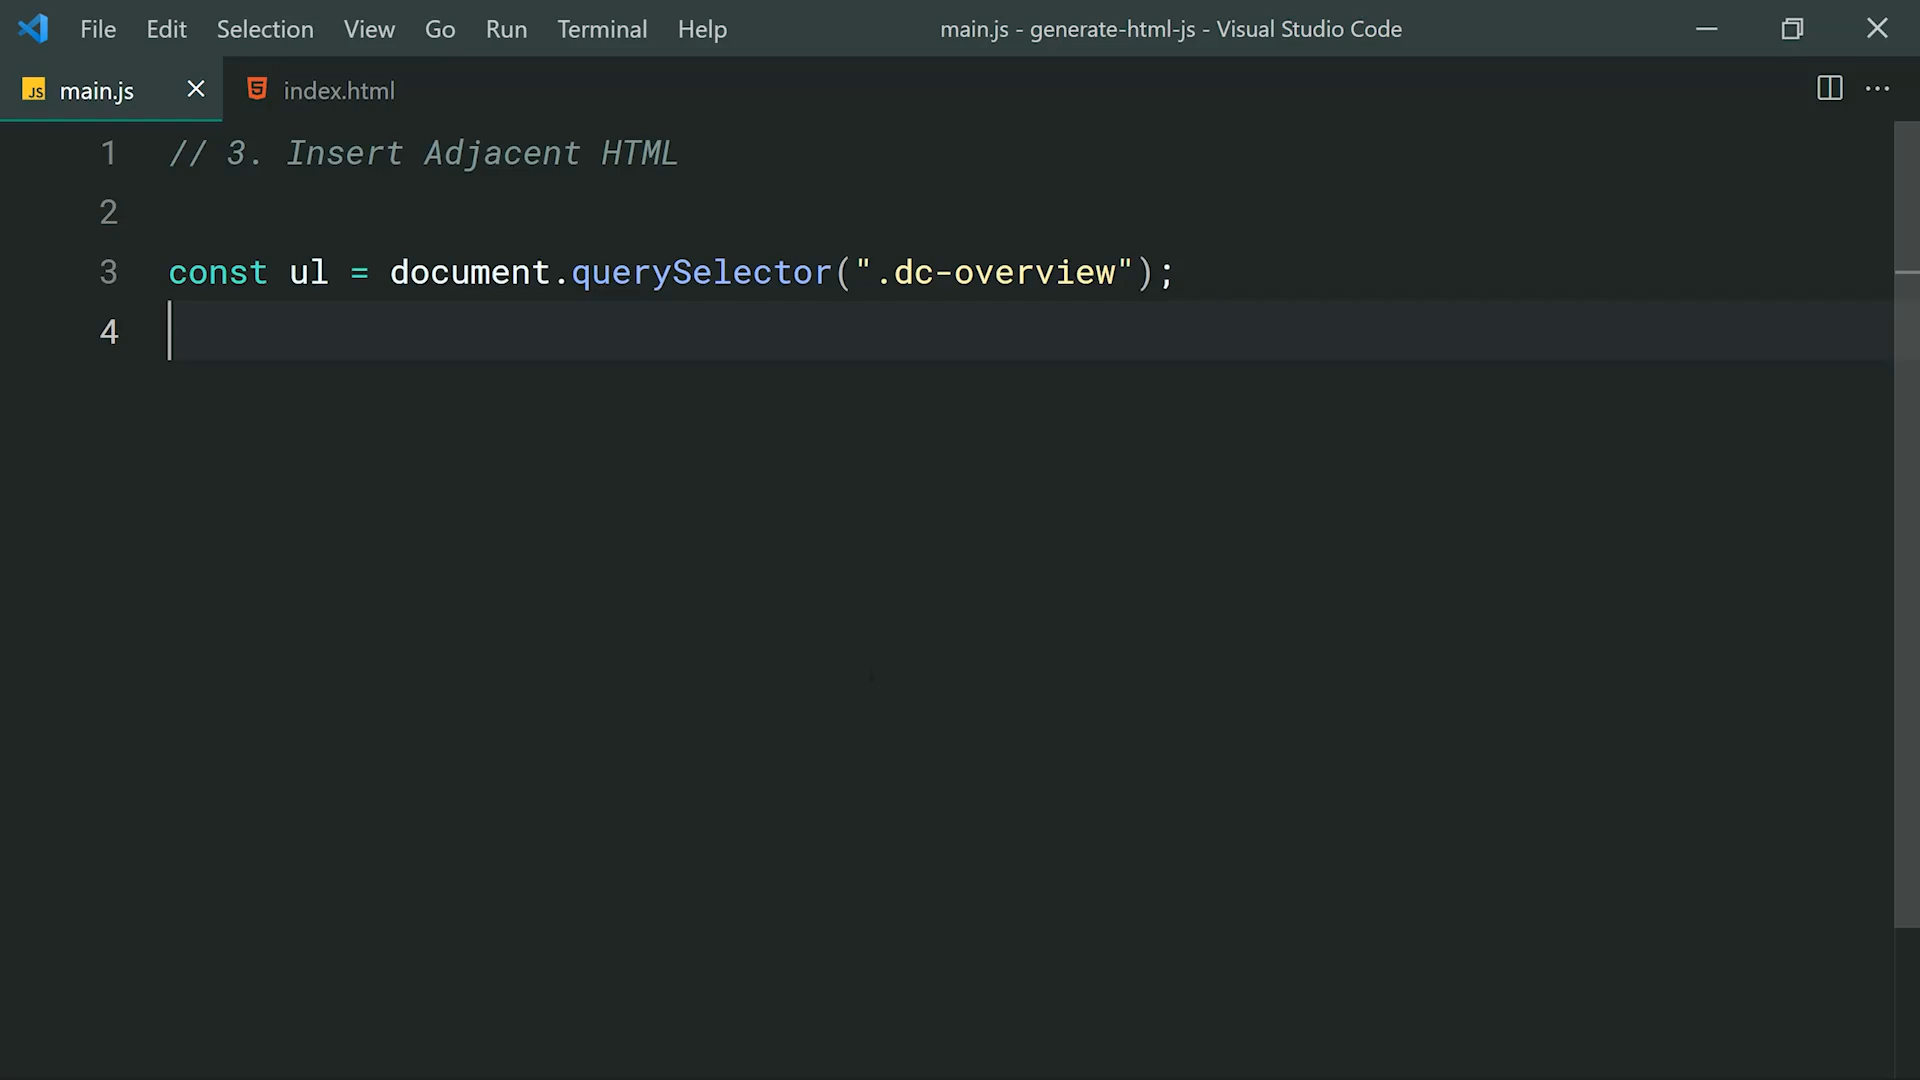 File Edit Selection View Go Run Terminal Help main.js - generate-html-js - Visual Studio Code
JS main.js index.html
1 // 3. Insert Adjacent HTML
2
3 const ul = document.querySelector(".dc-overview");
4